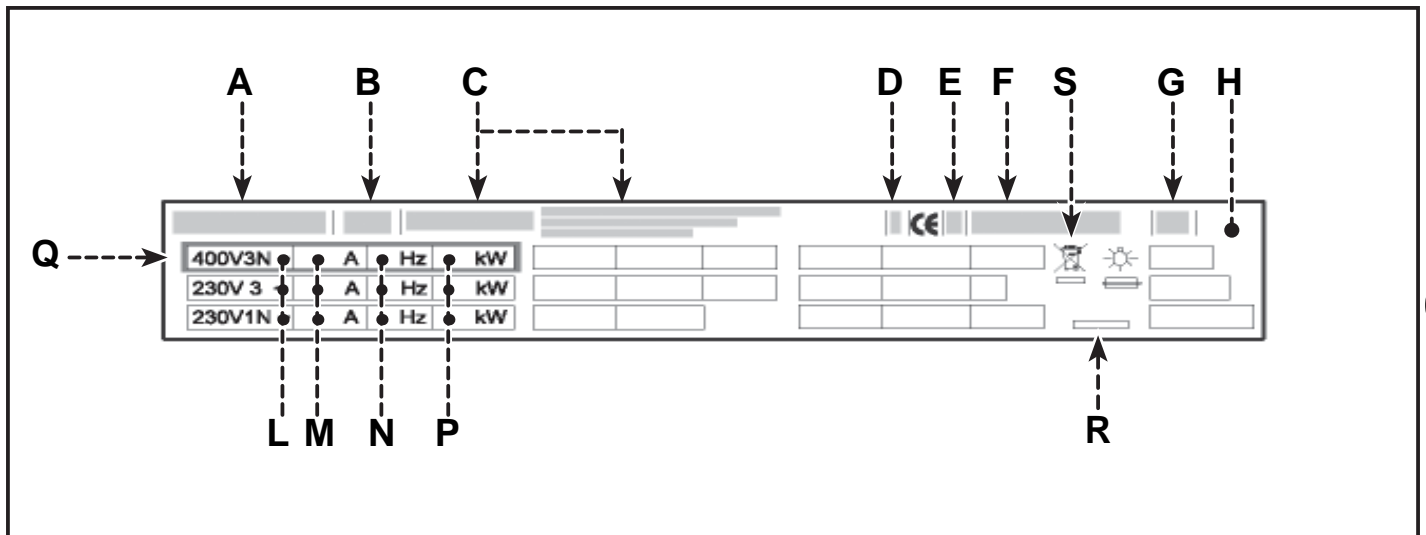 A B C D E F S G H
CE
Q
400V3N A Hz kW
230V 3 A Hz kW
230V1N A Hz kW
L M N P R